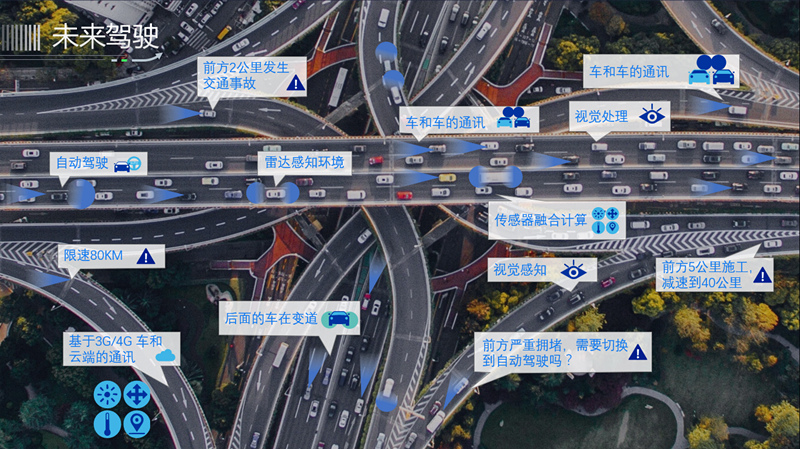 未来驾驶
前方2公里发生
交通事故
车和车的通讯
车和车的通讯
视觉处理
自动驾驶
雷达感知环境
传感器融合计算
限速80KM
视觉感知
前方5公里施工,
减速到40公里
后面的车在变道
基于3G/4G 车和
云端的通讯
前方严重拥堵，需要切换
到自动驾驶吗？